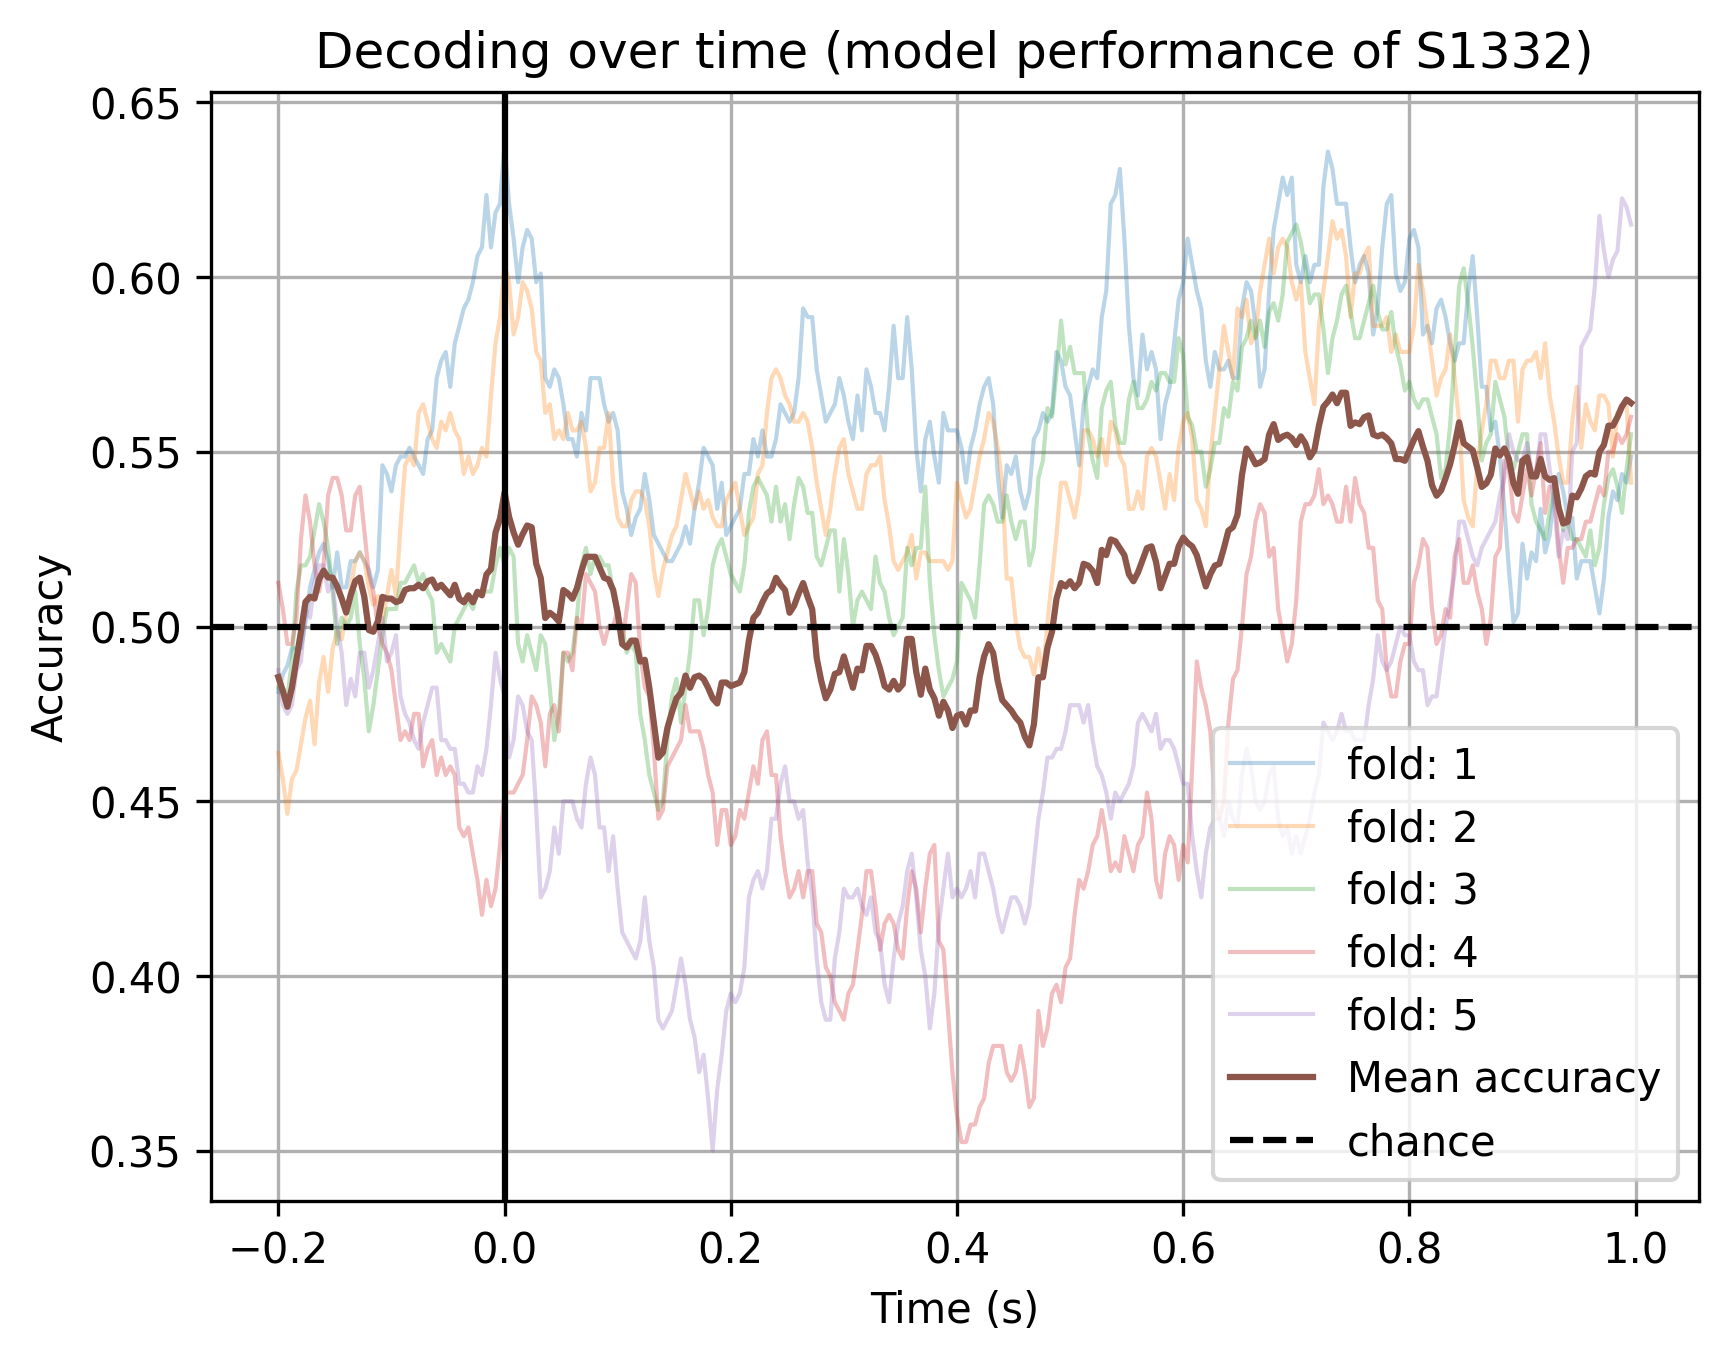 Decoding over time (model performance of S1332)
Accuracy
0.65
0.60
0.55
0.50
0.45
0.40
0.35
−0.2
0.0
0.2
0.4
0.6
0.8
1.0
Time (s)
fold: 1
fold: 2
fold: 3
fold: 4
fold: 5
Mean accuracy
chance